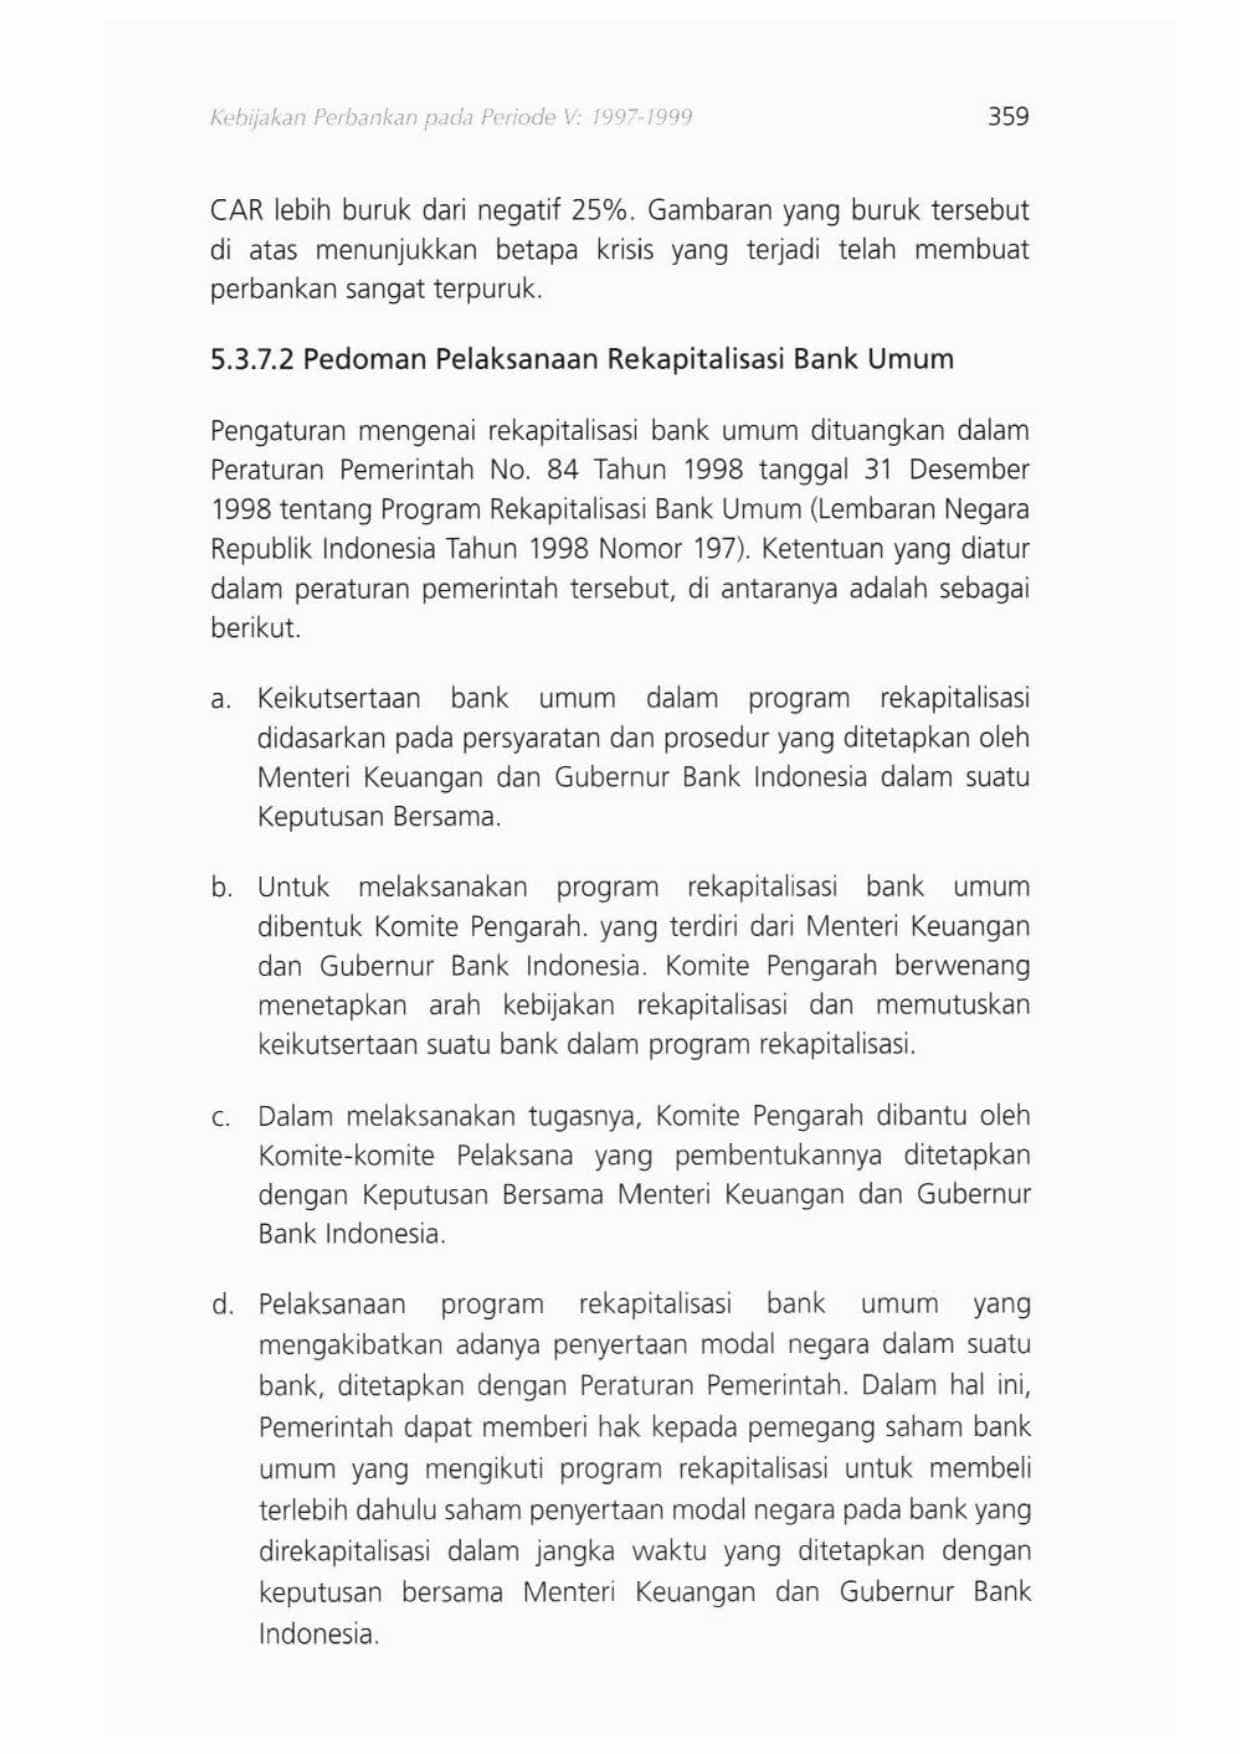 Kebijakan Perbankan pada Periode V: 1997-1999 359
CAR lebih buruk dari negatif 25%. Gambaran yang buruk tersebut
di atas menunjukkan betapa krisis yang terjadi telah membuat
perbankan sangat terpuruk.
5.3.7.2 Pedoman Pelaksanaan Rekapitalisasi Bank Umum
Pengaturan mengenai rekapitalisasi bank umum dituangkan dalam
Peraturan Pemerintah No. 84 Tahun 1998 tanggal 31 Desember
1998 tentang Program Rekapitalisasi Bank Umum (Lembaran Negara
Republik Indonesia Tahun 1998 Nomor 197). Ketentuan yang diatur
dalam peraturan pemerintah tersebut, di antaranya adalah sebagai
berikut.
a. Keikutsertaan bank umum dalam program rekapitalisasi
didasarkan pada persyaratan dan prosedur yang ditetapkan oleh
Menteri Keuangan dan Gubernur Bank Indonesia dalam suatu
Keputusan Bersama.
b. Untuk melaksanakan program rekapitalisasi bank umum
dibentuk Komite Pengarah. yang terdiri dari Menteri Keuangan
dan Gubernur Bank Indonesia. Komite Pengarah berwenang
menetapkan arah kebijakan rekapitalisasi dan memutuskan
keikutsertaan suatu bank dalam program rekapitalisasi.
c. Dalam melaksanakan tugasnya, Komite Pengarah dibantu oleh
Komite-komite Pelaksana yang pembentukannya ditetapkan
dengan Keputusan Bersama Menteri Keuangan dan Gubernur
Bank Indonesia.
d. Pelaksanaan program rekapitalisasi bank umum yang
mengakibatkan adanya penyertaan modal negara dalam suatu
bank, ditetapkan dengan Peraturan Pemerintah. Dalam hal ini,
Pemerintah dapat memberi hak kepada pemegang saham bank
umum yang mengikuti program rekapitalisasi untuk membeli
terlebih dahulu saham penyertaan modal negara pada bank yang
direkapitalisasi dalam jangka waktu yang ditetapkan dengan
keputusan bersama Menteri Keuangan dan Gubernur Bank
Indonesia.